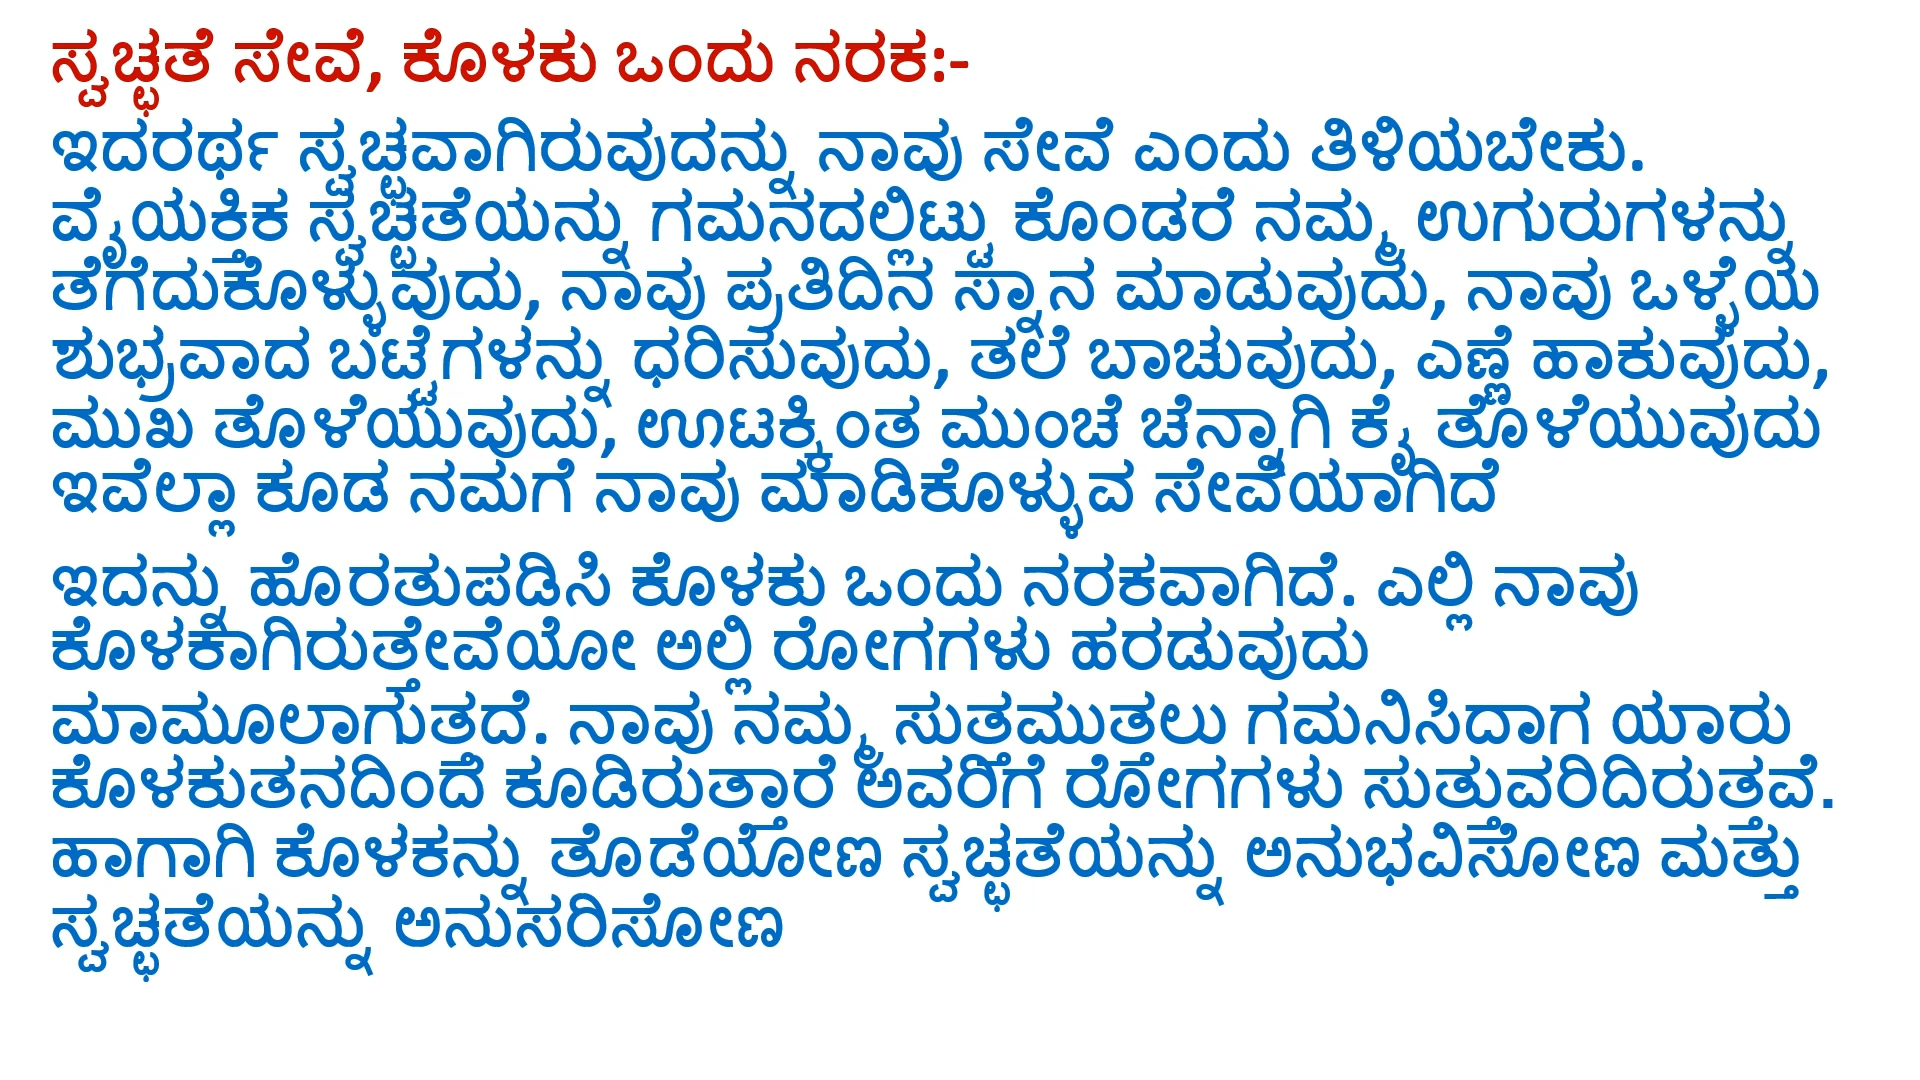 ಸ್ವಚ್ಛತೆ ಸೇವೆ, ಕೊಳಕು ಒಂದು ನರಕ:-
ಇದರರ್ಥ ಸ್ವಚ್ಛವಾಗಿರುವುದನ್ನು ನಾವು ಸೇವೆ ಎಂದು ತಿಳಿಯಬೇಕು.
ವೈಯಕ್ತಿಕ ಸ್ವಚ್ಛತೆಯನ್ನು ಗಮನದಲ್ಲಿಟ್ಟು ಕೊಂಡರೆ ನಮ್ಮ ಉಗುರುಗಳನ್ನು
ತೆಗೆದುಕೊಳ್ಳುವುದು, ನಾವು ಪ್ರತಿದಿನ ಸ್ನಾನ ಮಾಡುವುದು, ನಾವು ಒಳ್ಳೆಯ
ಶುಭ್ರವಾದ ಬಟ್ಟೆಗಳನ್ನು ಧರಿಸುವುದು, ತಲೆ ಬಾಚುವುದು, ಎಣ್ಣೆ ಹಾಕುವುದು,
ಮುಖ ತೊಳೆಯುವುದು, ಊಟಕ್ಕಿಂತ ಮುಂಚೆ ಚೆನ್ನಾಗಿ ಕೈ ತೊಳೆಯುವುದು
ಇವೆಲ್ಲಾ ಕೂಡ ನಮಗೆ ನಾವು ಮಾಡಿಕೊಳ್ಳುವ ಸೇವೆಯಾಗಿದೆ
ಇದನ್ನು ಹೊರತುಪಡಿಸಿ ಕೊಳಕು ಒಂದು ನರಕವಾಗಿದೆ. ಎಲ್ಲಿ ನಾವು
ಕೊಳಕಾಗಿರುತ್ತೇವೆಯೋ ಅಲ್ಲಿ ರೋಗಗಳು ಹರಡುವುದು
ಮಾಮೂಲಾಗುತ್ತದೆ. ನಾವು ನಮ್ಮ ಸುತ್ತಮುತ್ತಲು ಗಮನಿಸಿದಾಗ ಯಾರು
ಕೊಳಕುತನದಿಂದ ಕೂಡಿರುತ್ತಾರೆ ಅವರಿಗೆ ರೋಗಗಳು ಸುತ್ತುವರಿದಿರುತ್ತವೆ.
ಹಾಗಾಗಿ ಕೊಳಕನ್ನು ತೊಡೆಯೋಣ ಸ್ವಚ್ಛತೆಯನ್ನು ಅನುಭವಿಸೋಣ ಮತ್ತು
ಸ್ವಚ್ಛತೆಯನ್ನು ಅನುಸರಿಸೋಣ